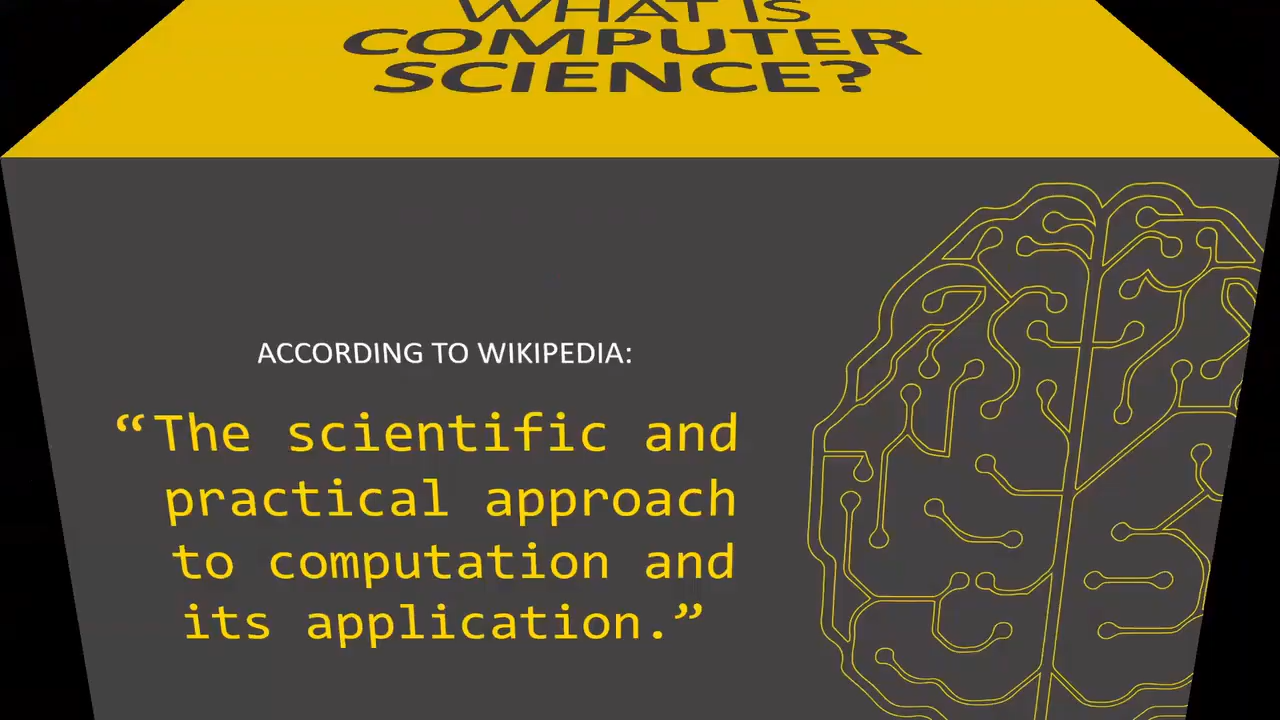 WHAT IS
COMPUTER
SCIENCE?
ACCORDING TO WIKIPEDIA:
“The scientific and
practical approach
to computation and
its application.”